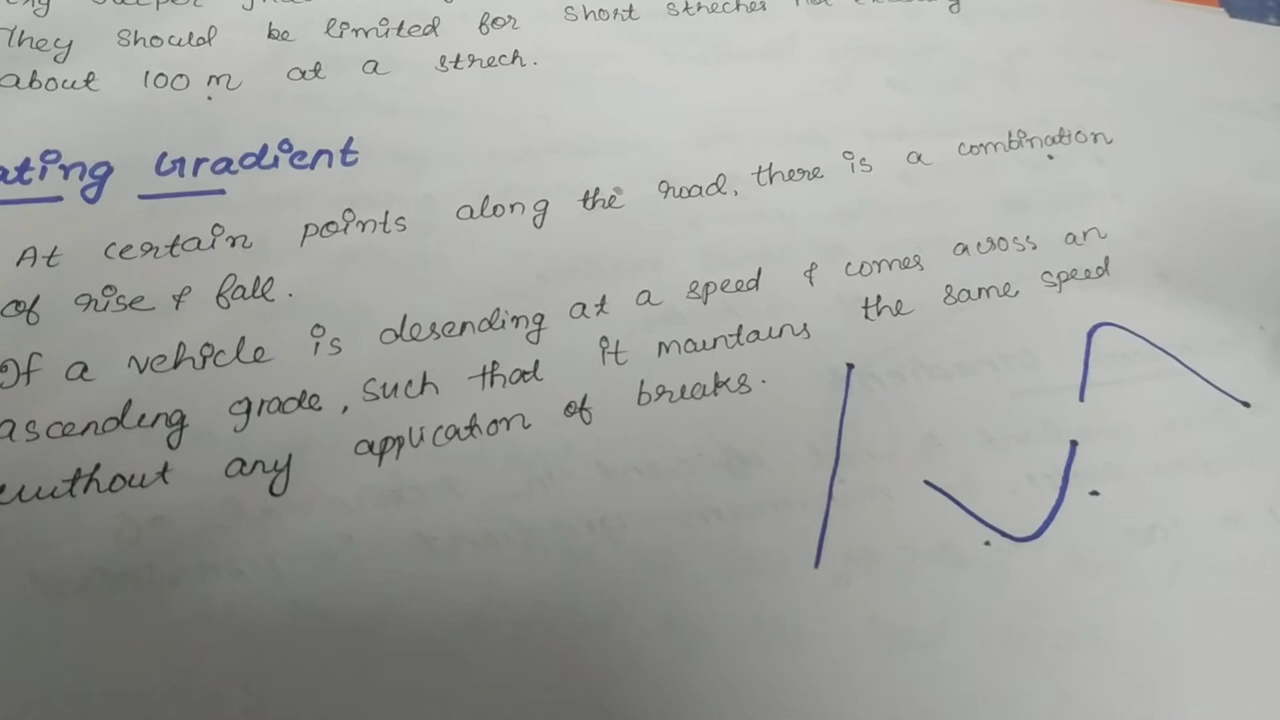 They should be limited for short streches
about 100 m at a strech.
ating Gradient
At certain points along the road, there is a combination
of rise & fall.
If a vehicle is desending at a speed & comes across an
ascending grade, such that it maintains the same speed
without any application of breaks.